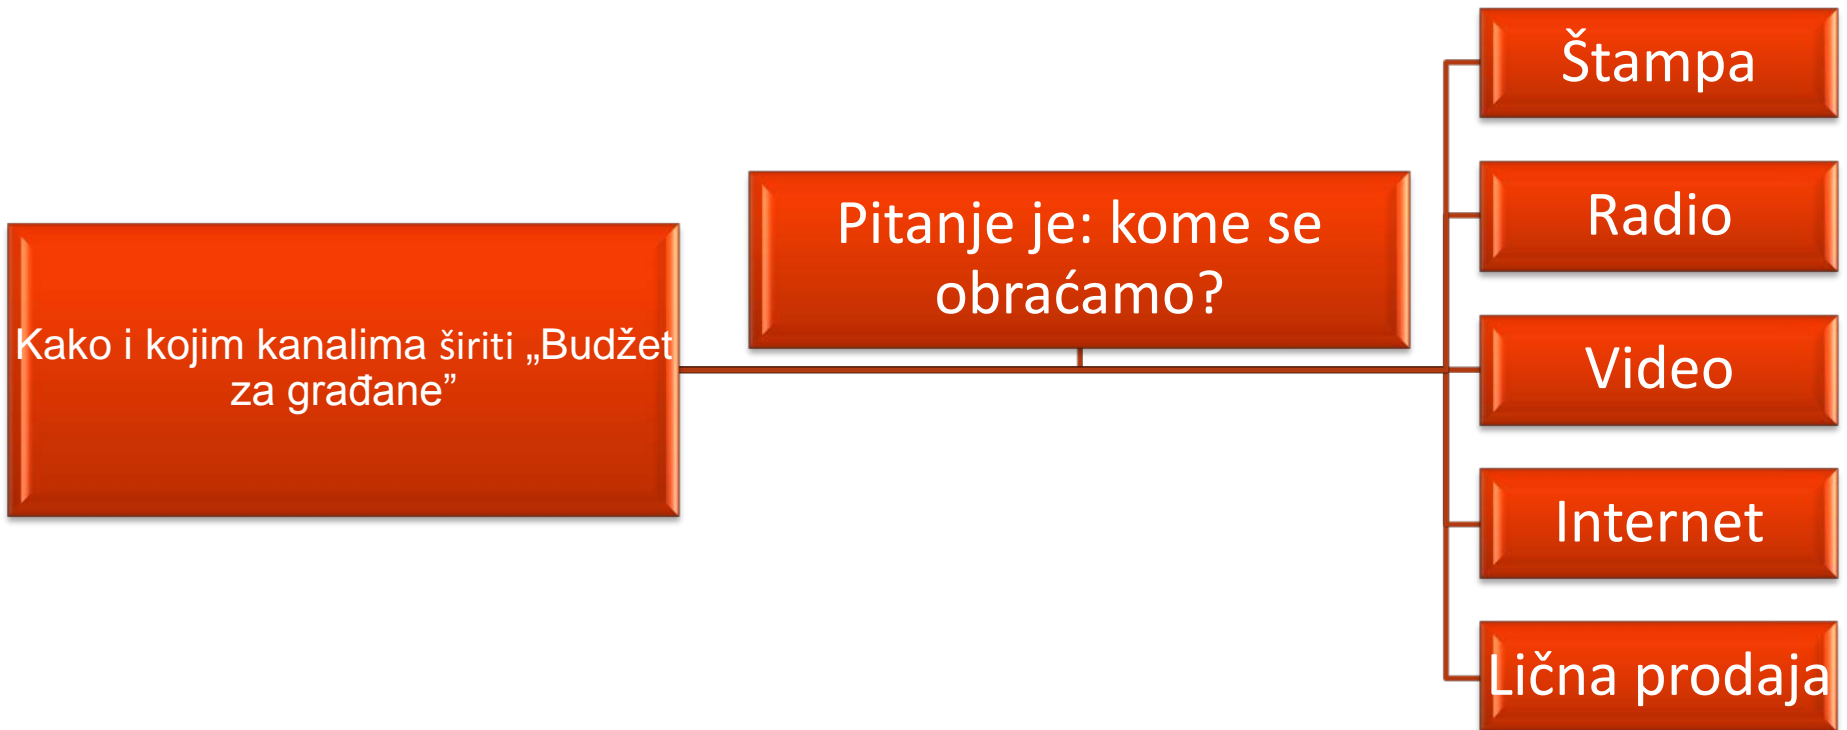 Kako i kojim kanalima širiti „Budžet
za građane”
Pitanje je: kome se
obraćamo?
Štampa
Radio
Video
Internet
Lična prodaja